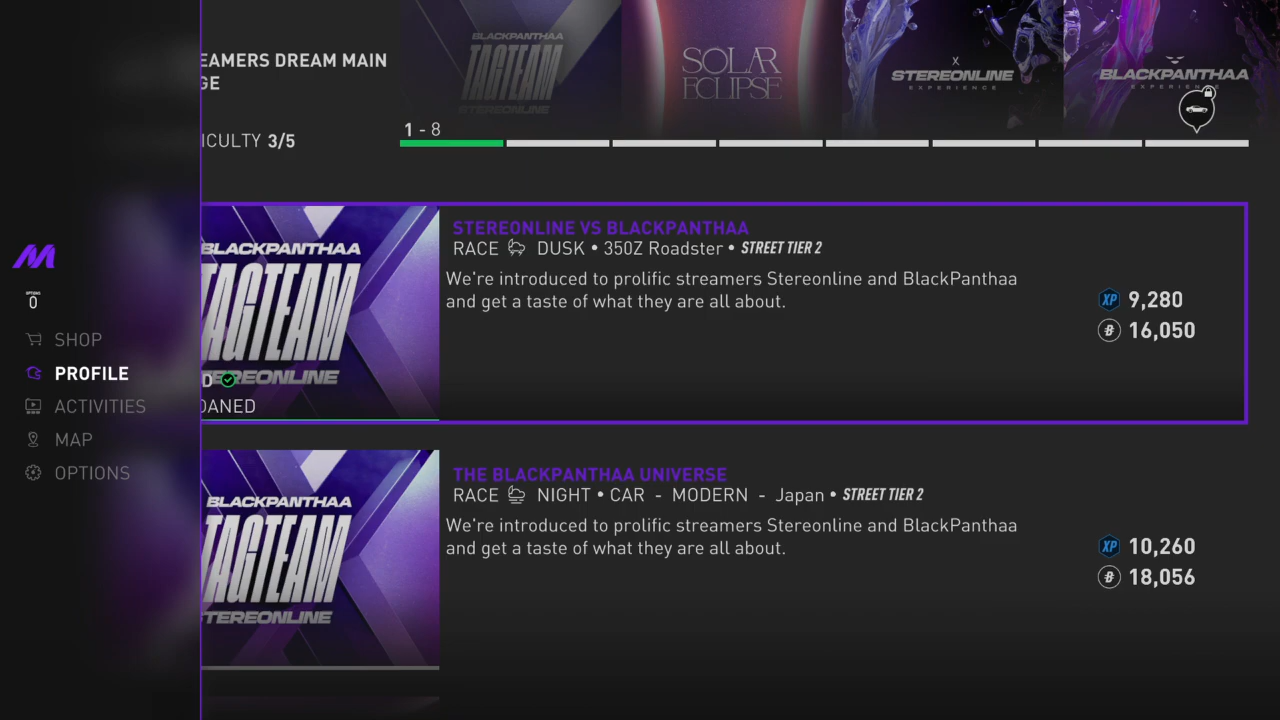 EAMERS DREAM MAIN
GE
ICULTY 3/5
BLACKPANTHAA
TAGTEAM
STEREONLINE
SOLAR
ECLIPSE
X
STEREONLINE
EXPERIENCE
BLACKPANTHAA
EXPERIENCE
1 - 8
BLACKPANTHAA
TAGTEAM
STEREONLINE
D
OANED
STEREONLINE VS BLACKPANTHAA
RACE DUSK • 350Z Roadster • STREET TIER 2
We're introduced to prolific streamers Stereonline and BlackPanthaa
and get a taste of what they are all about.
XP 9,280
16,050
OPTIONS
0
SHOP
PROFILE
ACTIVITIES
MAP
OPTIONS
BLACKPANTHAA
TAGTEAM
STEREONLINE
THE BLACKPANTHAA UNIVERSE
RACE NIGHT • CAR - MODERN - Japan • STREET TIER 2
We're introduced to prolific streamers Stereonline and BlackPanthaa
and get a taste of what they are all about.
XP 10,260
18,056